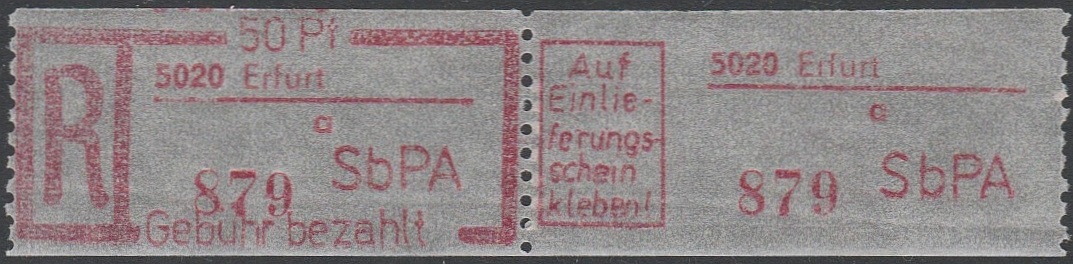 R
50 Pf
5020 Erfurt
a
879 SbPA
Gebühr bezahlt
Auf
Einlie-
ferungs-
schein
kleben!
5020 Erfurt
a
879 SbPA